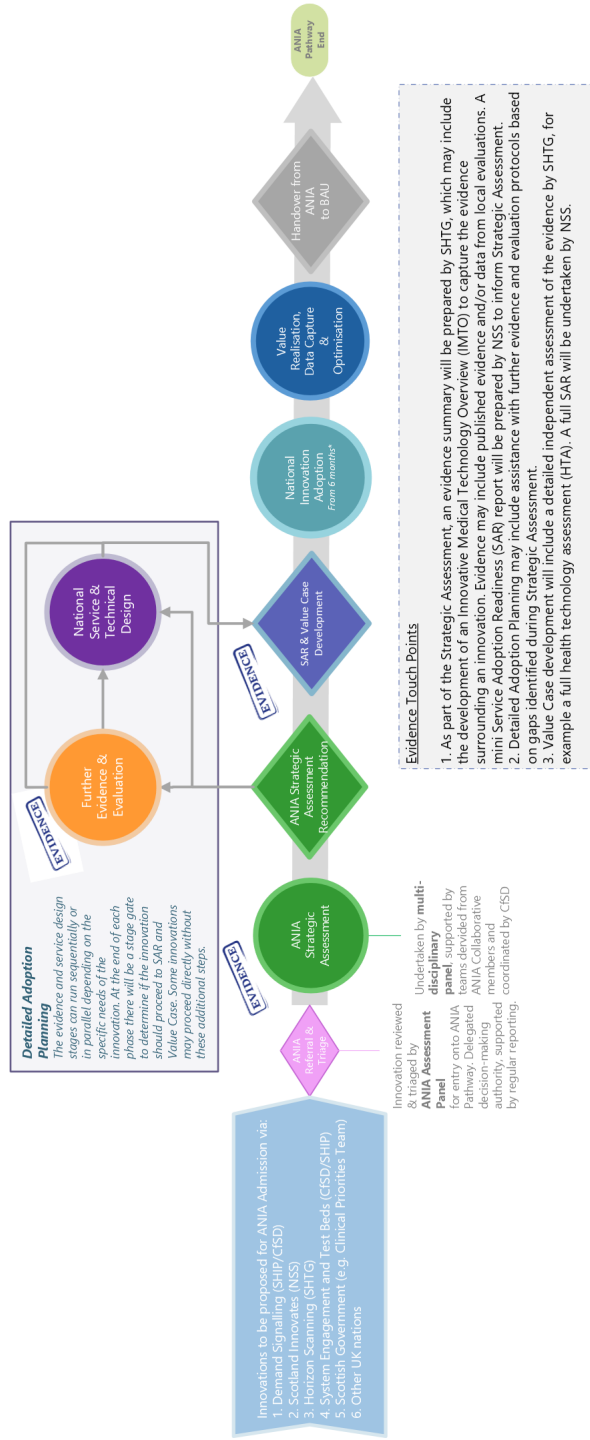 Innovations to be proposed for ANIA Admission via:
1. Demand Signalling (SHIP/CfSD)
2. Scotland Innovates (NSS)
3. Horizon Scanning (SHTG)
4. System Engagement and Test Beds (CfSD/SHIP)
5. Scottish Government (e.g. Clinical Priorities Team)
6. Other UK nations
ANIA
Referral &
Triage
Innovation reviewed
& triaged by
ANIA Assessment
Panel
for entry onto ANIA
Pathway. Delegated
decision-making
authority, supported
by regular reporting.
EVIDENCE
ANIA
Strategic
Assessment
Undertaken by multi-
disciplinary
panel, supported by
teams dervided from
ANIA Collaborative
members and
coordinated by CfSD
ANIA Strategic
Assessment
Recommendation
Detailed Adoption
Planning
The evidence and service design
stages can run sequentially or
in parallel depending on the
specific needs of the
innovation. At the end of each
phase there will be a stage gate
to determine if the innovation
should proceed to SAR and
Value Case. Some innovations
may proceed directly without
these additional steps.
EVIDENCE
Further
Evidence &
Evaluation
National
Service &
Technical
Design
EVIDENCE
SAR & Value Case
Development
National
Innovation
Adoption
From 6 months*
Value
Realisation,
Data Capture
&
Optimisation
Handover from
ANIA
to BAU
ANIA
Pathway
End
Evidence Touch Points
1. As part of the Strategic Assessment, an evidence summary will be prepared by SHTG, which may include
the development of an Innovative Medical Technology Overview (IMTO) to capture the evidence
surrounding an innovation. Evidence may include published evidence and/or data from local evaluations. A
mini Service Adoption Readiness (SAR) report will be prepared by NSS to inform Strategic Assessment.
2. Detailed Adoption Planning may include assistance with further evidence and evaluation protocols based
on gaps identified during Strategic Assessment.
3. Value Case development will include a detailed independent assessment of the evidence by SHTG, for
example a full health technology assessment (HTA). A full SAR will be undertaken by NSS.